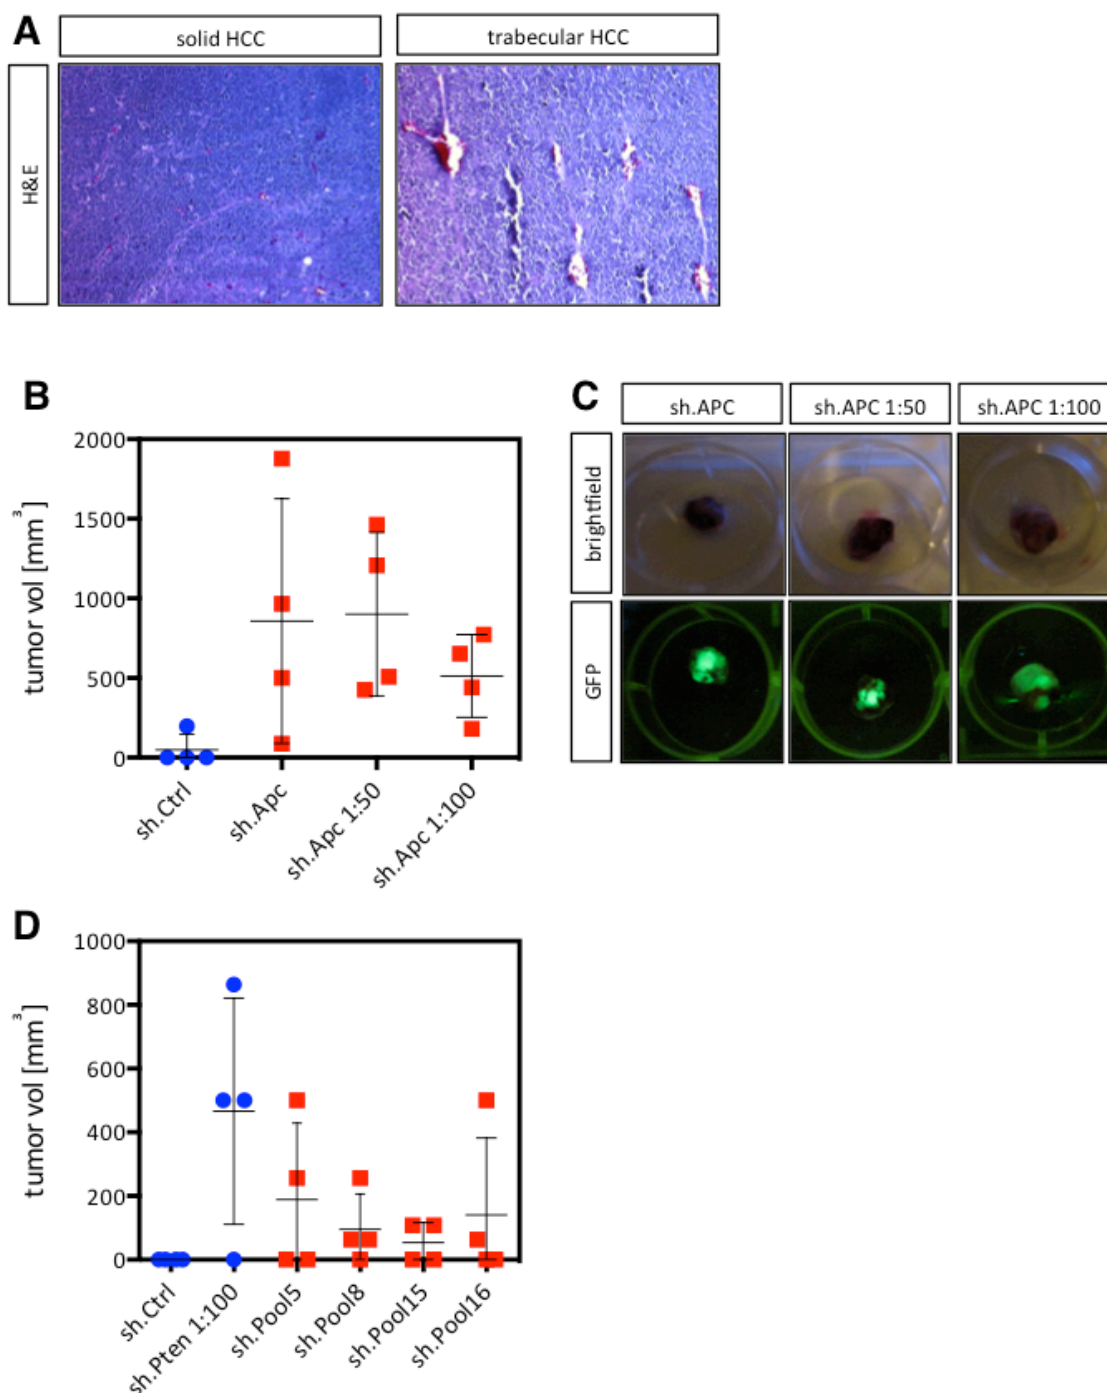 A
solid HCC
trabecular HCC
H&E
B
tumor vol [mm³]
2000
1500
1000
500
0
sh.Ctrl
sh.Apc
sh.Apc 1:50
sh.Apc 1:100
C
sh.APC
sh.APC 1:50
sh.APC 1:100
brightfield
GFP
D
tumor vol [mm³]
1000
800
600
400
200
0
sh.Ctrl
sh.Pten 1:100
sh.Pool5
sh.Pool8
sh.Pool15
sh.Pool16